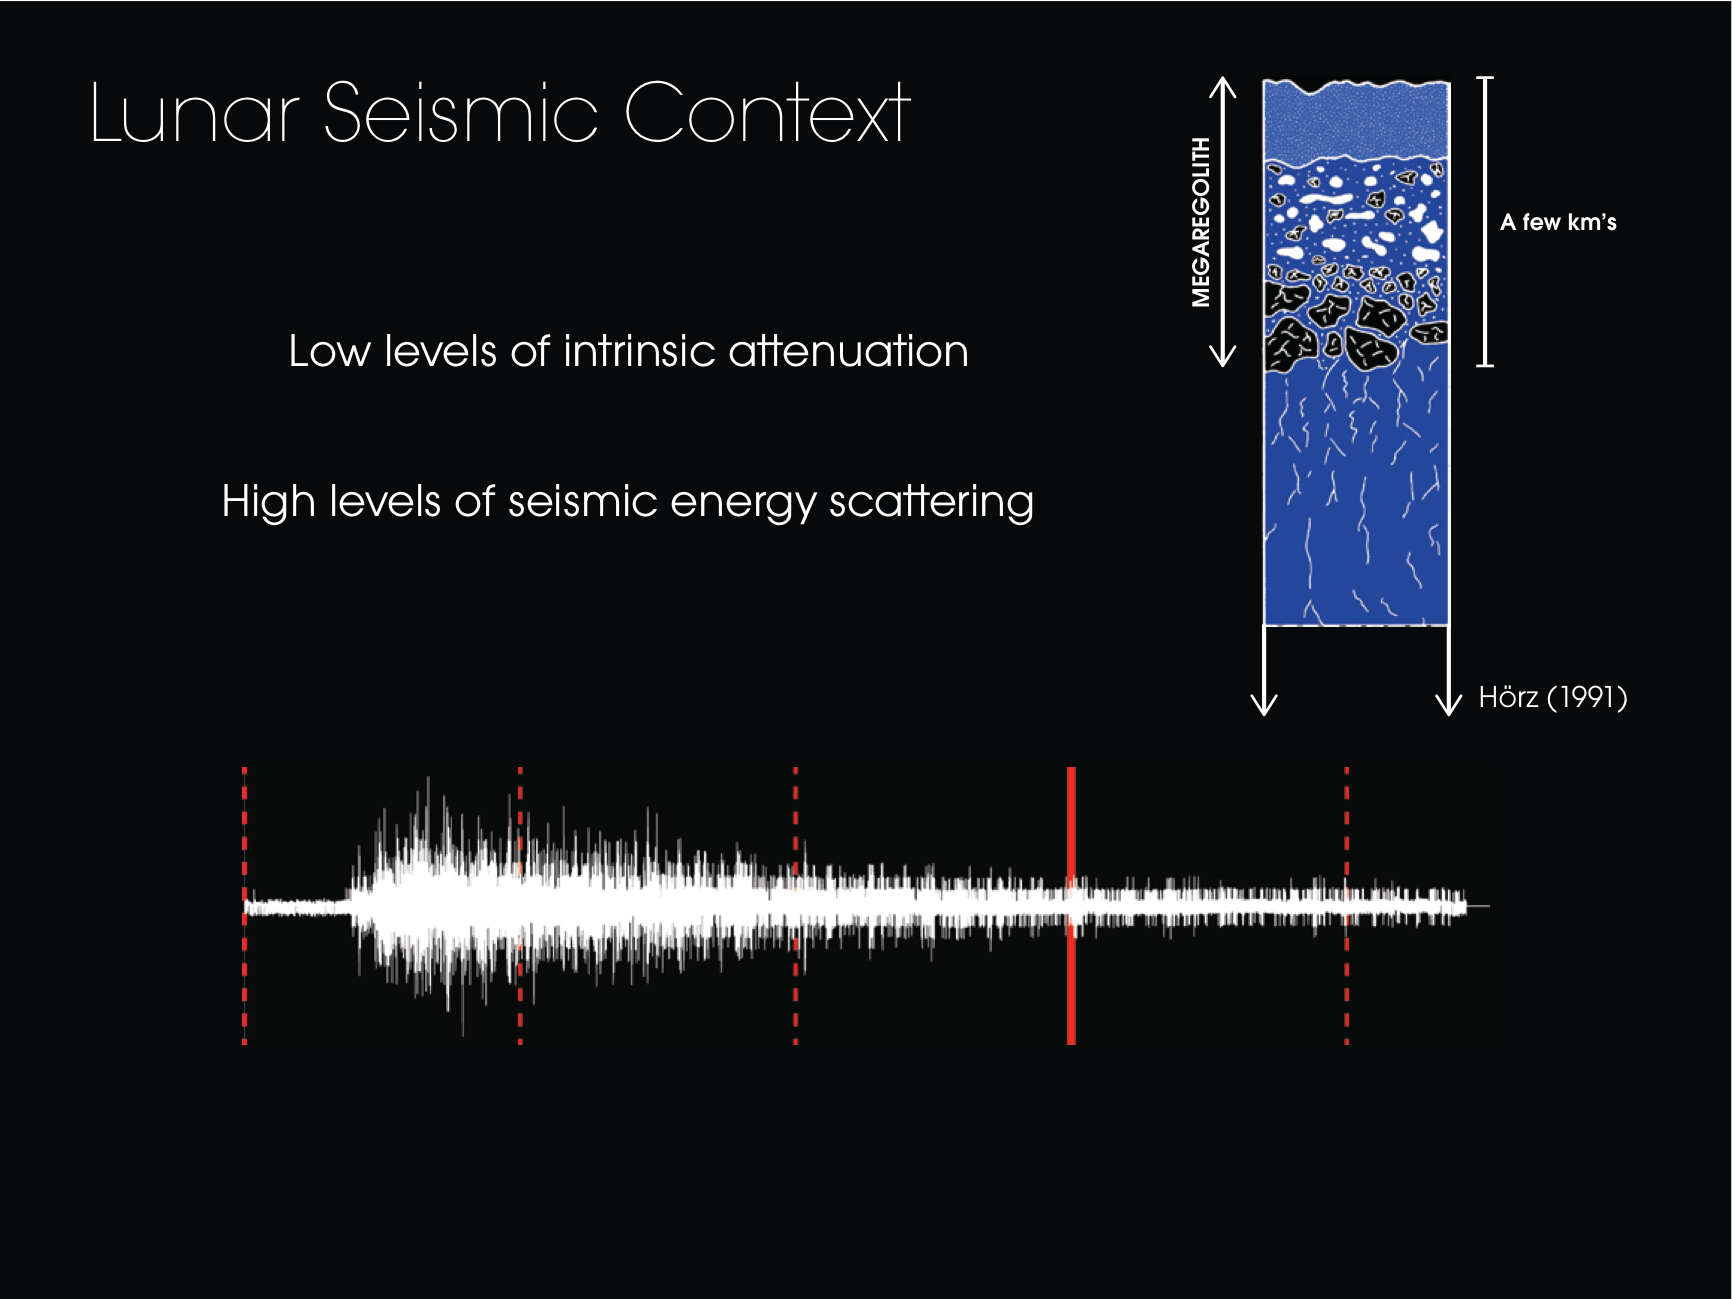 Lunar Seismic Context
Low levels of intrinsic attenuation
High levels of seismic energy scattering
MEGAREGOLITH
A few km's
Hörz (1991)